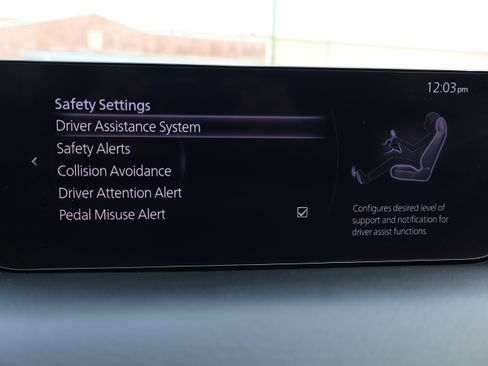 12:03pm
Safety Settings
Driver Assistance System
Safety Alerts
Collision Avoidance
Driver Attention Alert
Pedal Misuse Alert
Configures desired level of
support and notification for
driver assist functions.